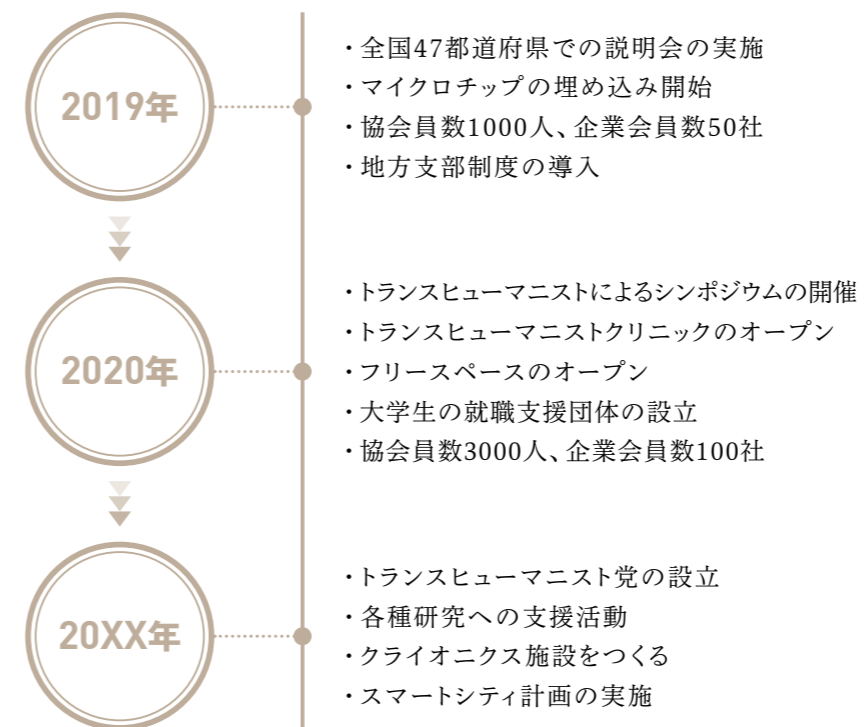 2019年
・全国47都道府県での説明会の実施
・マイクロチップの埋め込み開始
・協会員数1000人、企業会員数50社
・地方支部制度の導入
2020年
・トランスヒューマニストによるシンポジウムの開催
・トランスヒューマニストクリニックのオープン
・フリースペースのオープン
・大学生の就職支援団体の設立
・協会員数3000人、企業会員数100社
20XX年
・トランスヒューマニスト党の設立
・各種研究への支援活動
・クライオニクス施設をつくる
・スマートシティ計画の実施